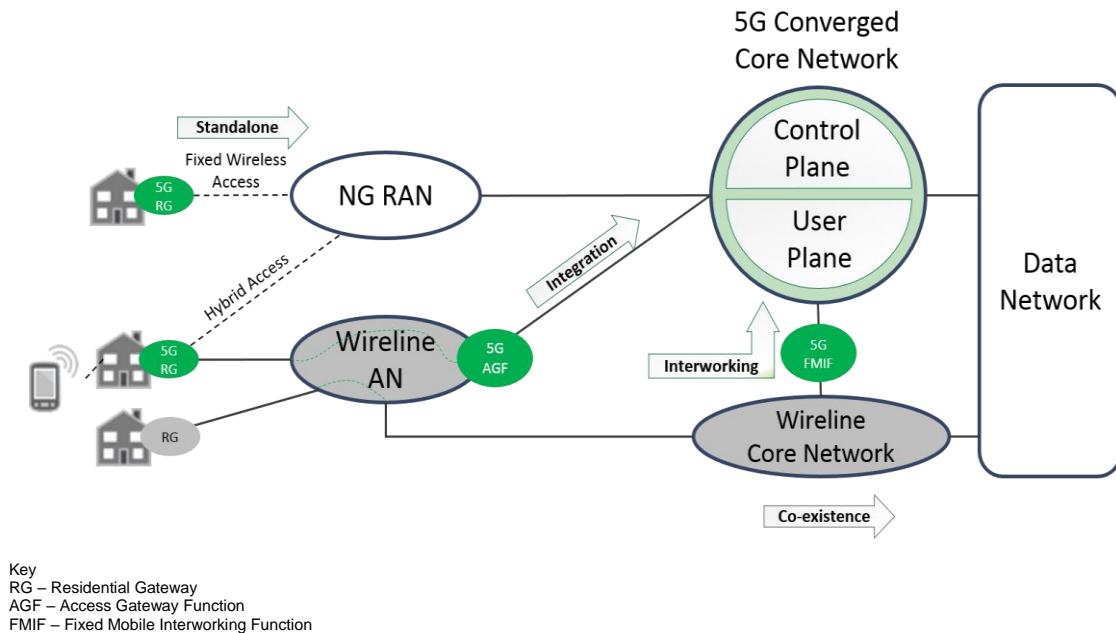 5G Converged
Core Network
Standalone
Fixed Wireless
Access
5G
RG
NG RAN
Control
Plane
User
Plane
Data
Network
Hybrid Access
Integration
5G
RG
Wireline
AN
5G
AGF
Interworking
5G
FMIF
RG
Wireline
Core Network
Co-existence
Key
RG – Residential Gateway
AGF – Access Gateway Function
FMIF – Fixed Mobile Interworking Function